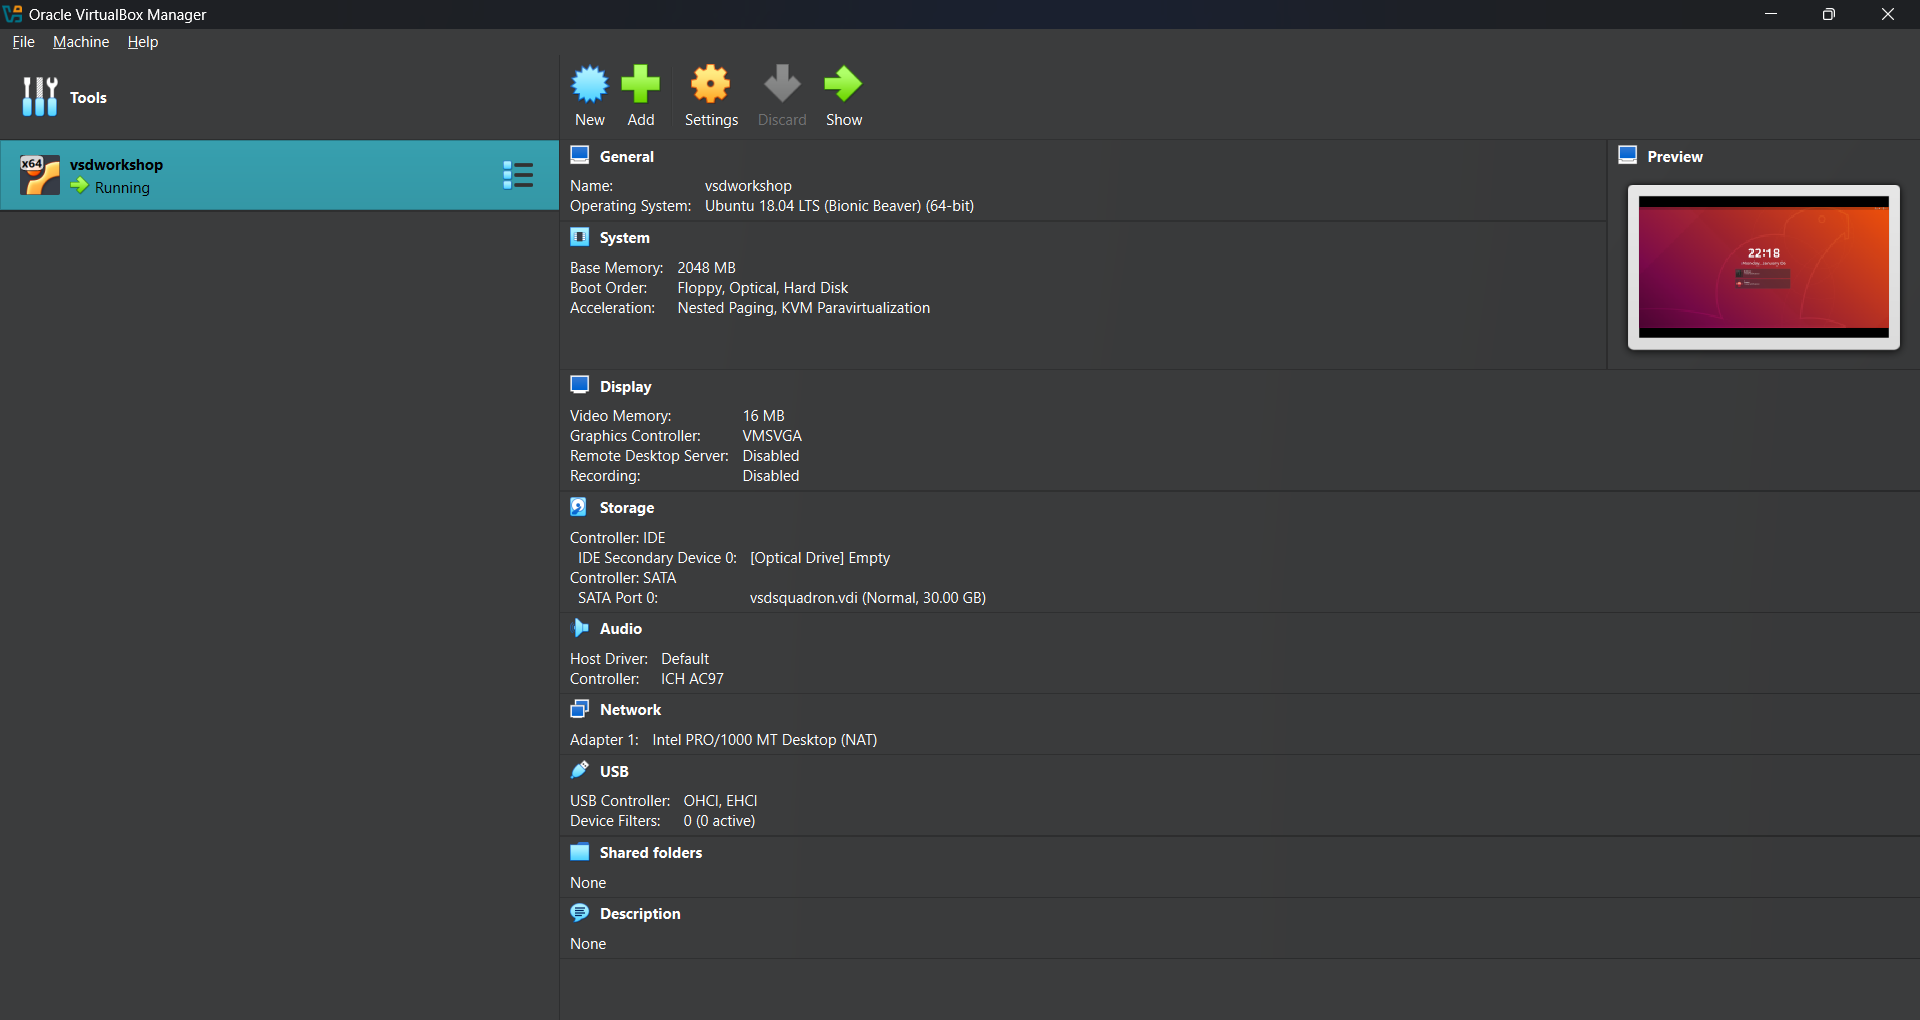 Oracle VirtualBox Manager
File Machine Help
Tools
New Add Settings Discard Show
x64
vsdworkshop
Running
General
Name: vsdworkshop
Operating System: Ubuntu 18.04 LTS (Bionic Beaver) (64-bit)
System
Base Memory: 2048 MB
Boot Order: Floppy, Optical, Hard Disk
Acceleration: Nested Paging, KVM Paravirtualization
Preview
22:18
Display
Video Memory: 16 MB
Graphics Controller: VMSVGA
Remote Desktop Server: Disabled
Recording: Disabled
Storage
Controller: IDE
IDE Secondary Device 0: [Optical Drive] Empty
Controller: SATA
SATA Port 0: vsdsquadron.vdi (Normal, 30.00 GB)
Audio
Host Driver: Default
Controller: ICH AC97
Network
Adapter 1: Intel PRO/1000 MT Desktop (NAT)
USB
USB Controller: OHCI, EHCI
Device Filters: 0 (0 active)
Shared folders
None
Description
None